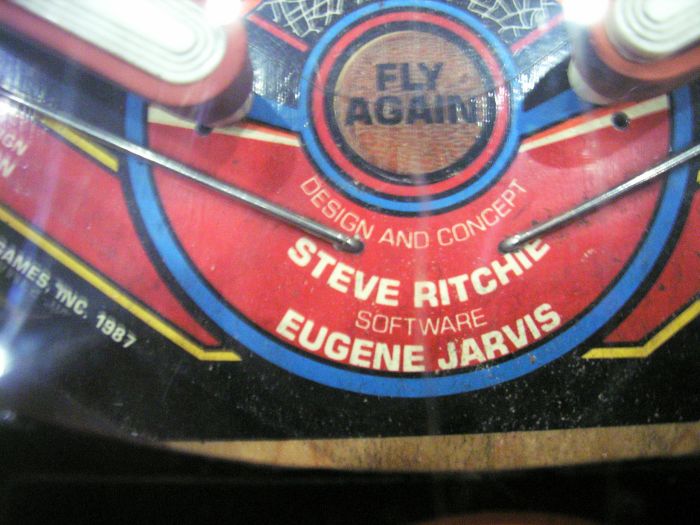 FLY
AGAIN
DESIGN AND CONCEPT
STEVE RITCHIE
SOFTWARE
EUGENE JARVIS
GAMES, INC. 1987